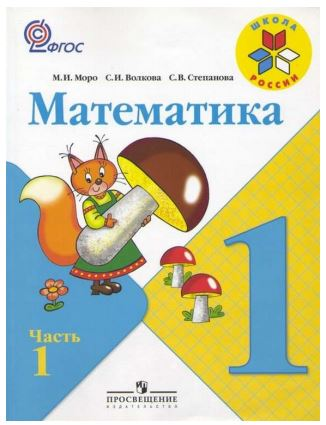 ФГОС
ШКОЛА
РОССИИ
М.И. Моро С.И. Волкова С.В. Степанова
Математика
1
Часть
1
ПРОСВЕЩЕНИЕ
ИЗДАТЕЛЬСТВО